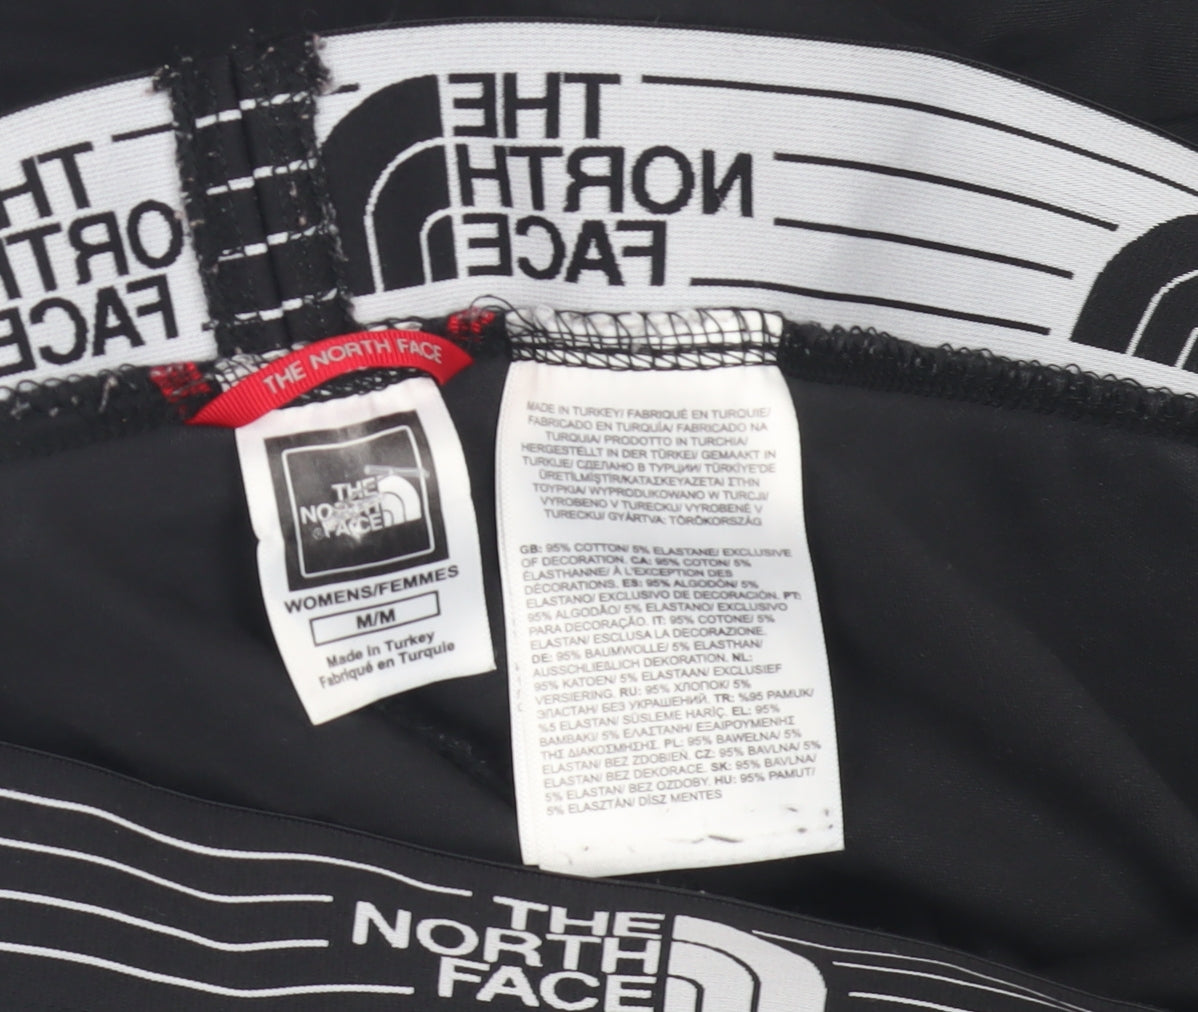 THE
NORTH
FACE
THE
NORTH
FACE
THE NORTH FACE
THE
NORTH
FACE
WOMENS/FEMMES
M/M
Made in Turkey
Fabriqué en Turquie
MADE IN TURKEY/ FABRIQUÉ EN TURQUIE/
FABRICADO EN TURQUÍA/ FABRICADO NA
TURQUIA/ PRODOTTO IN TURCHIA/
HERGESTELLT IN DER TÜRKEI/ GEMAAKT IN
TURKIJE/ СДЕЛАНО В ТУРЦИИ/ TÜRKİYE'DE
ÜRETİLMİŞTİR/ΚΑΤΑΣΚΕΥΑΖΕΤΑΙ ΣΤΗΝ
ΤΟΥΡΚΙΑ/ WYPRODUKOWANO W TURCJI/
VYROBENO V TURECKU/ VYROBENÉ V
TURECKU/ GYÁRTVA: TÖRÖKORSZÁG
GB: 95% COTTON/ 5% ELASTANE/ EXCLUSIVE
OF DECORATION. CA: 95% COTON/ 5%
ÉLASTHANNE/ À L'EXCEPTION DES
DÉCORATIONS. ES: 95% ALGODÓN/ 5%
ELASTANO/ EXCLUSIVO DE DECORACIÓN. PT:
95% ALGODÃO/ 5% ELASTANO/ EXCLUSIVO
PARA DECORAÇÃO. IT: 95% COTONE/ 5%
ELASTAN/ ESCLUSA LA DECORAZIONE.
DE: 95% BAUMWOLLE/ 5% ELASTHAN/
AUSSCHLIEẞLICH DEKORATION. NL:
95% KATOEN/ 5% ELASTAAN/ EXCLUSIEF
VERSIERING. RU: 95% ХЛОПОК/ 5%
ЭЛАСТАН/ БЕЗ УКРАШЕНИЙ. TR: %95 PAMUK/
%5 ELASTAN/ SÜSLEME HARİÇ. EL: 95%
ΒΑΜΒΑΚΙ/ 5% ΕΛΑΣΤΑΝΗ/ ΕΞΑΙΡΟΥΜΕΝΗΣ
ΤΗΣ ΔΙΑΚΟΣΜΗΣΗΣ. PL: 95% BAWEŁNA/ 5%
ELASTAN/ BEZ ZDOBIEŃ. CZ: 95% BAVLNA/ 5%
ELASTAN/ BEZ DEKORACE. SK: 95% BAVLNA/
5% ELASTAN/ BEZ OZDOBY. HU: 95% PAMUT/
5% ELASZTÁN/ DÍSZ MENTES
THE
NORTH
FACE